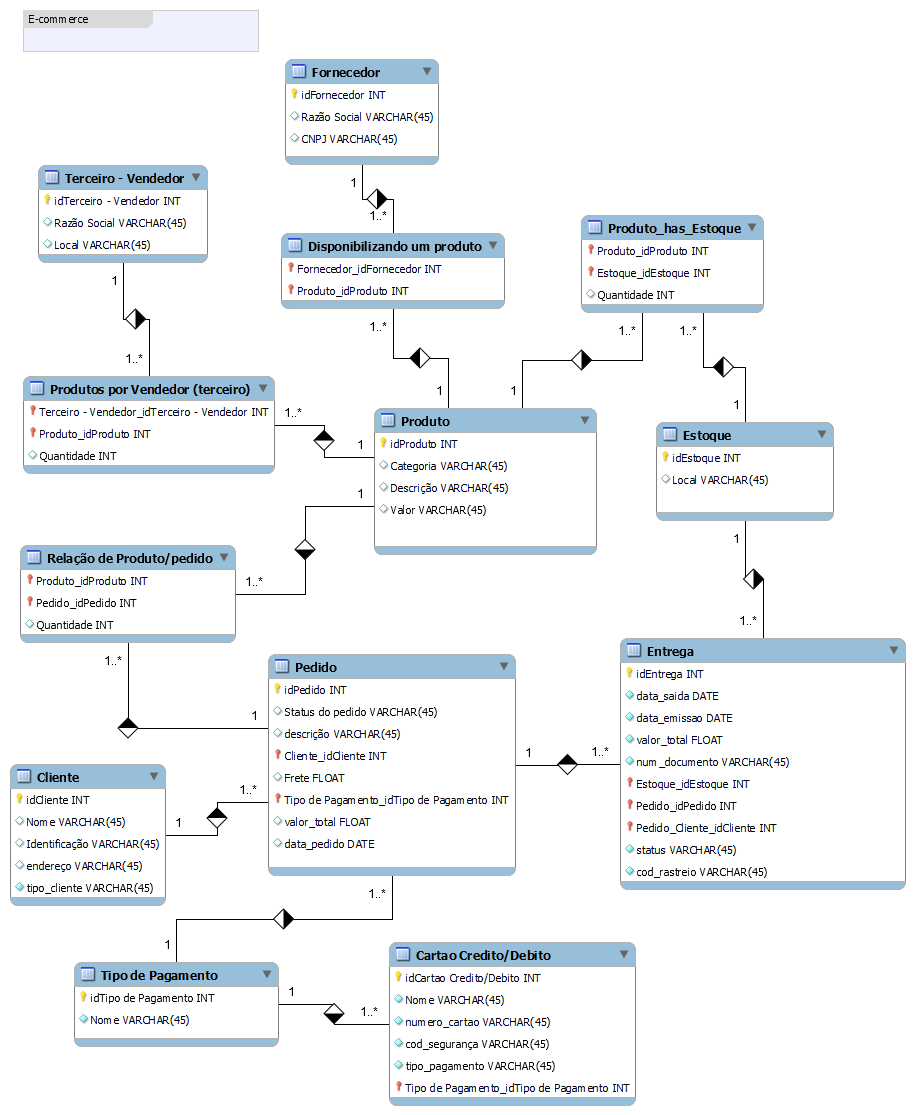 E-commerce
Fornecedor
idFornecedor INT
Razão Social VARCHAR(45)
CNPJ VARCHAR(45)
1
1..*
Terceiro - Vendedor
idTerceiro - Vendedor INT
Razão Social VARCHAR(45)
Local VARCHAR(45)
1
1..*
Disponibilizando um produto
Fornecedor_idFornecedor INT
Produto_idProduto INT
1..*
1
Produto_has_Estoque
Produto_idProduto INT
Estoque_idEstoque INT
Quantidade INT
1..*
1..*
1
1
Produtos por Vendedor (terceiro)
Terceiro - Vendedor_idTerceiro - Vendedor INT
Produto_idProduto INT
Quantidade INT
1..*
1
Produto
idProduto INT
Categoria VARCHAR(45)
Descrição VARCHAR(45)
Valor VARCHAR(45)
1
1..*
Estoque
idEstoque INT
Local VARCHAR(45)
1
1..*
Relação de Produto/pedido
Produto_idProduto INT
Pedido_idPedido INT
Quantidade INT
1..*
1
Pedido
idPedido INT
Status do pedido VARCHAR(45)
descrição VARCHAR(45)
Cliente_idCliente INT
Frete FLOAT
Tipo de Pagamento_idTipo de Pagamento INT
valor_total FLOAT
data_pedido DATE
1
1..*
Entrega
idEntrega INT
data_saida DATE
data_emissao DATE
valor_total FLOAT
num_documento VARCHAR(45)
Estoque_idEstoque INT
Pedido_idPedido INT
Pedido_Cliente_idCliente INT
status VARCHAR(45)
cod_rastreio VARCHAR(45)
Cliente
idCliente INT
Nome VARCHAR(45)
Identificação VARCHAR(45)
endereço VARCHAR(45)
tipo_cliente VARCHAR(45)
1
1..*
1..*
1
Tipo de Pagamento
idTipo de Pagamento INT
Nome VARCHAR(45)
1
1..*
Cartao Credito/Debito
idCartao Credito/Debito INT
Nome VARCHAR(45)
numero_cartao VARCHAR(45)
cod_segurança VARCHAR(45)
tipo_pagamento VARCHAR(45)
Tipo de Pagamento_idTipo de Pagamento INT